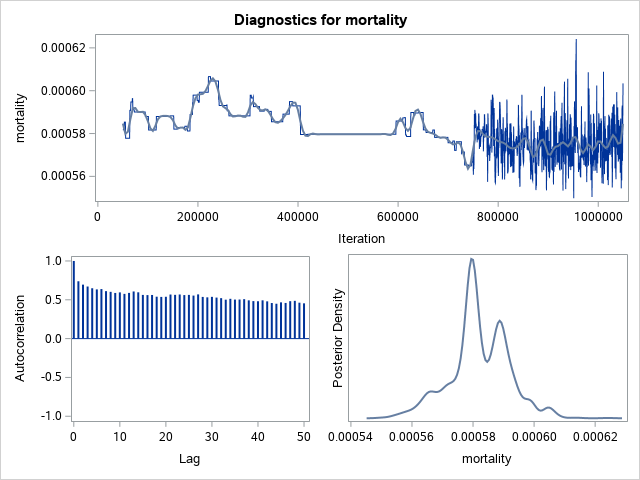 Diagnostics for mortality
mortality
0.00062
0.00060
0.00058
0.00056
0 200000 400000 600000 800000 1000000
Iteration
Autocorrelation
1.0
0.5
0.0
-0.5
-1.0
0 10 20 30 40 50
Lag
Posterior Density
0.00054 0.00056 0.00058 0.00060 0.00062
mortality